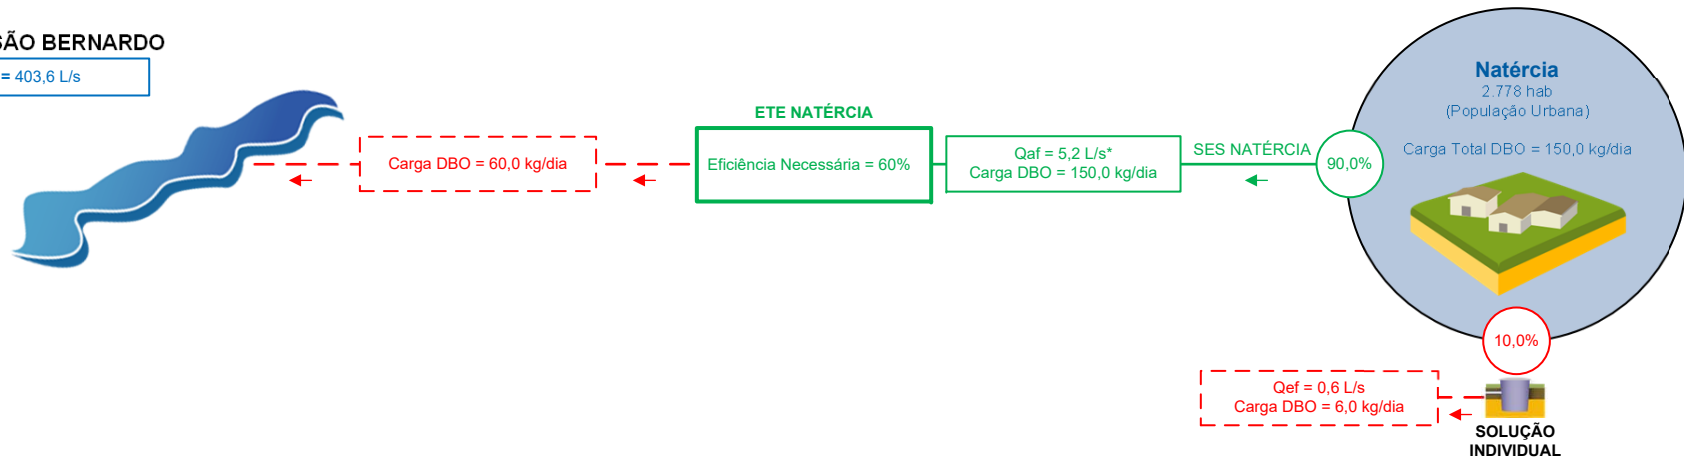 SÃO BERNARDO
= 403,6 L/s
Carga DBO = 60,0 kg/dia
ETE NATÉRCIA
Eficiência Necessária = 60%
Qaf = 5,2 L/s*
Carga DBO = 150,0 kg/dia
SES NATÉRCIA
90,0%
Natércia
2.778 hab
(População Urbana)
Carga Total DBO = 150,0 kg/dia
10,0%
Qef = 0,6 L/s
Carga DBO = 6,0 kg/dia
SOLUÇÃO
INDIVIDUAL